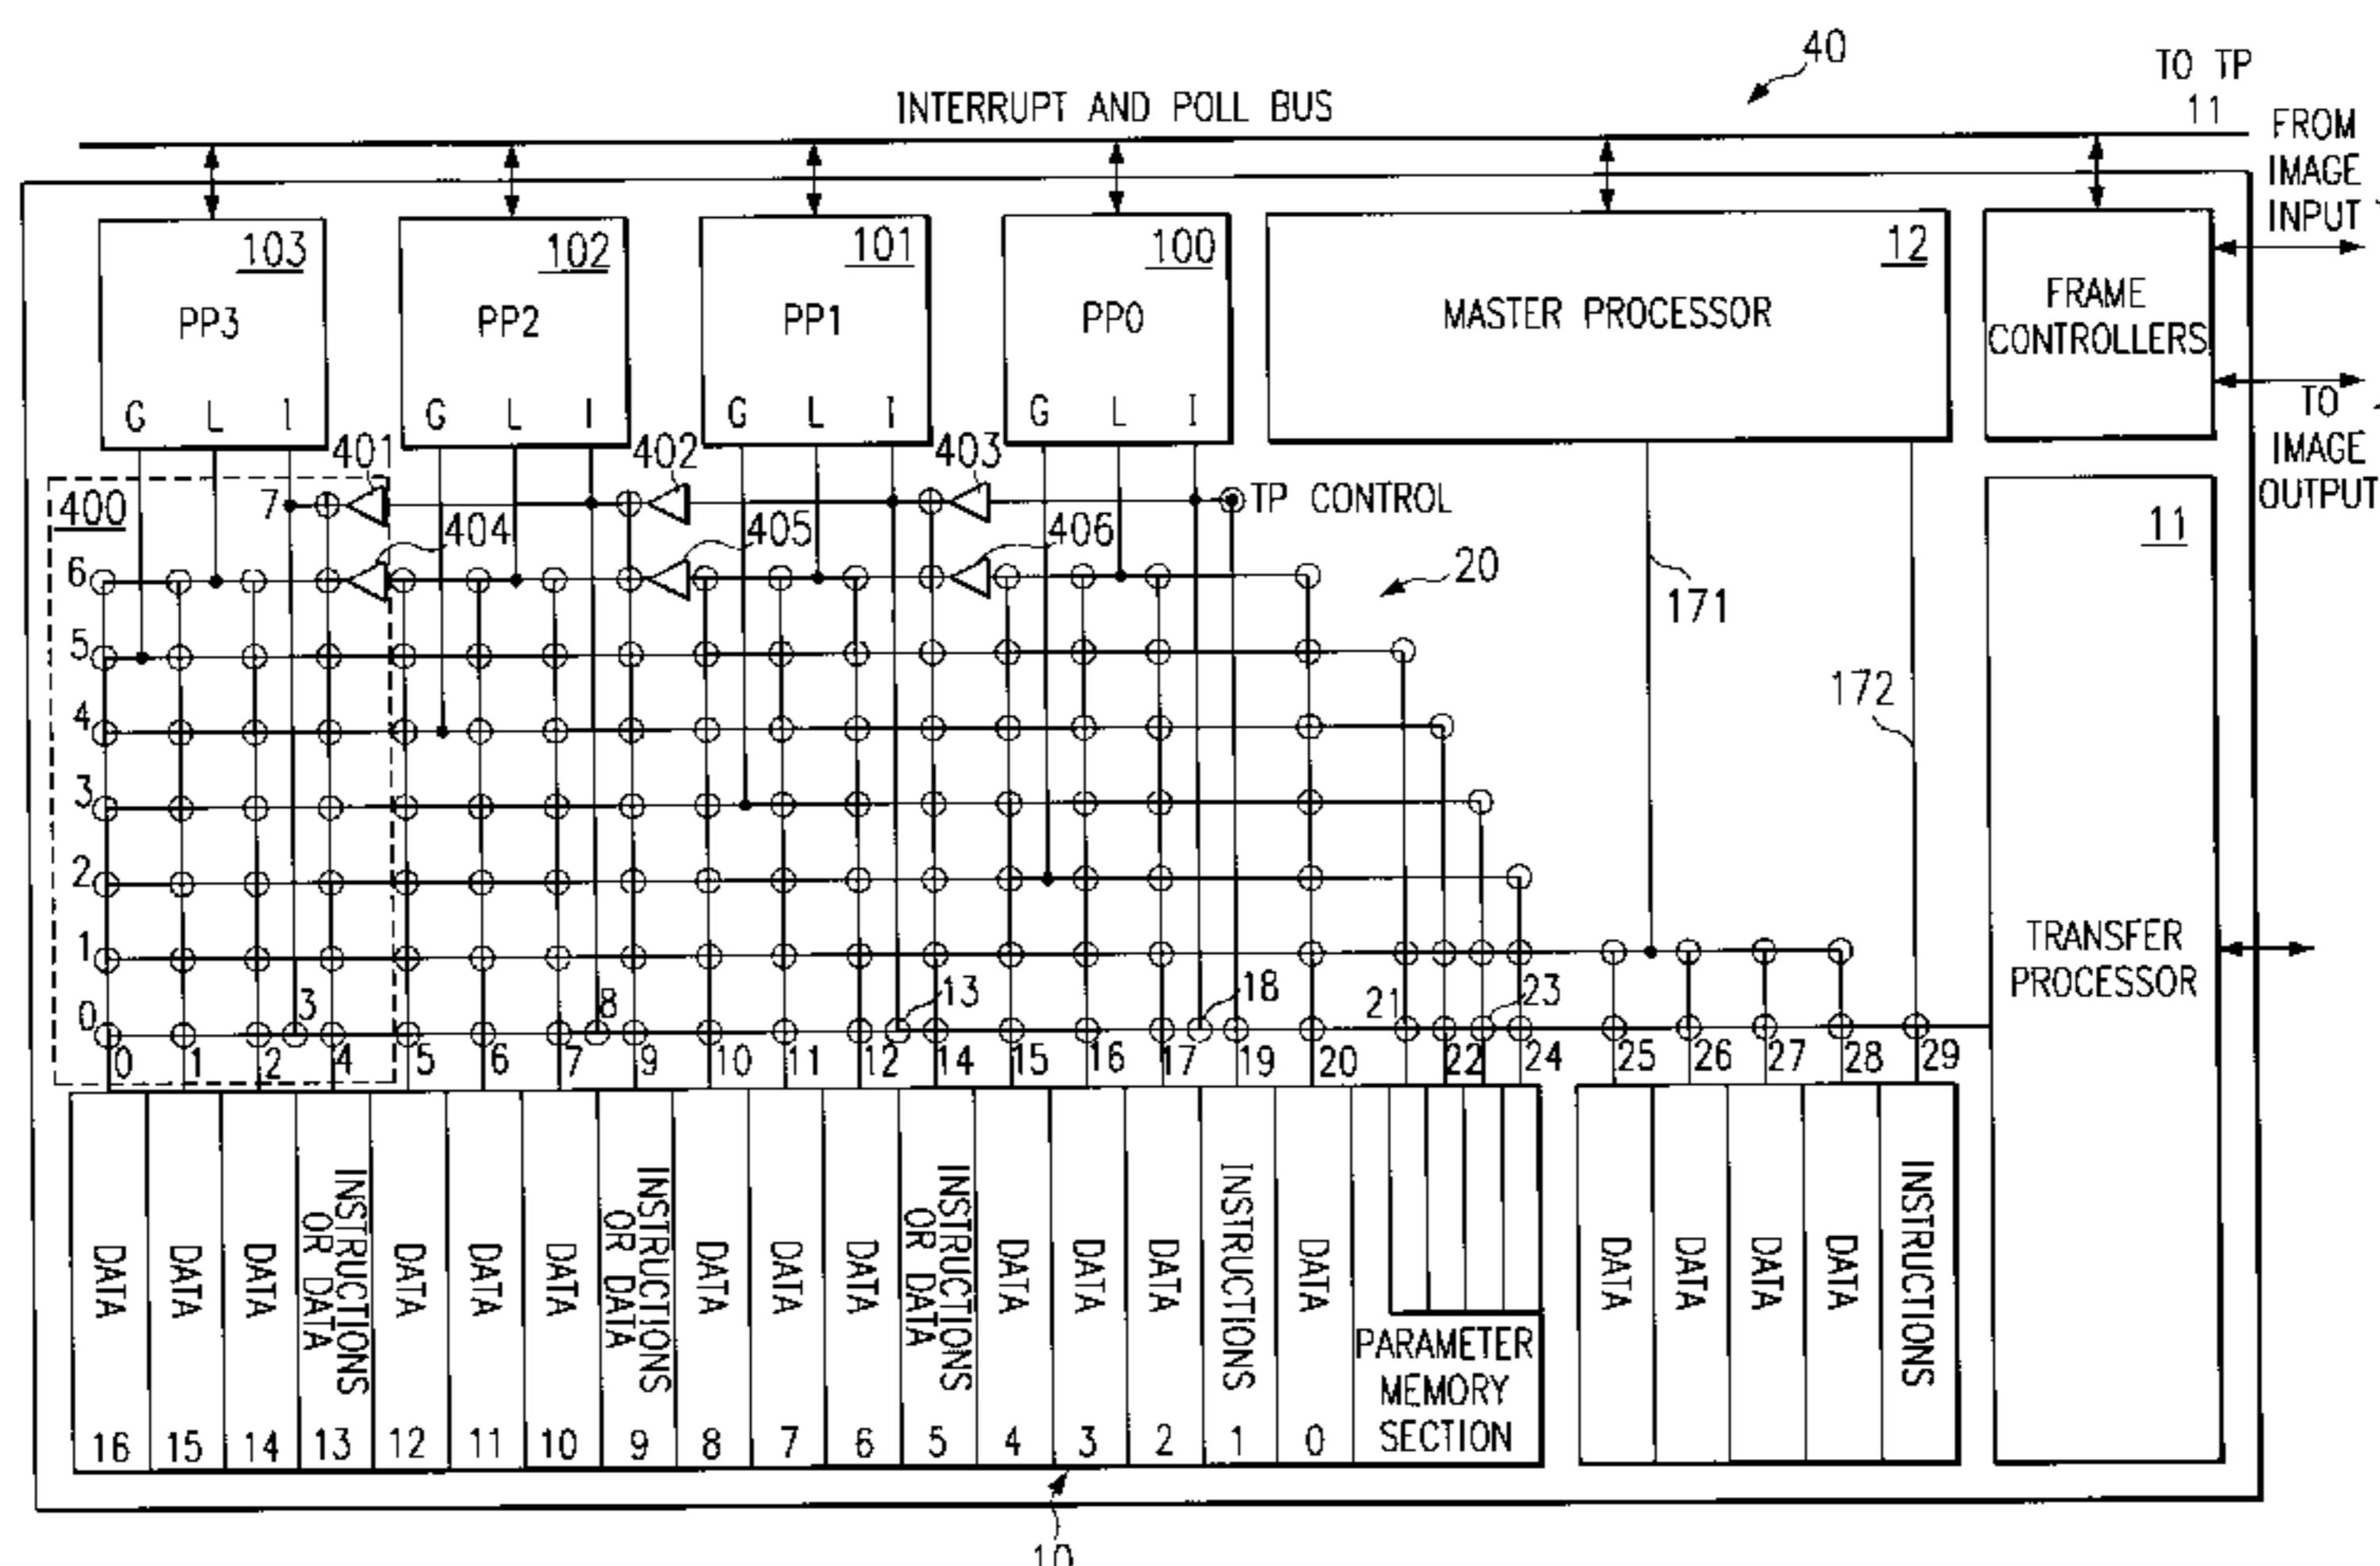 40
TO TP
11
INTERRUPT AND POLL BUS
FROM
IMAGE
INPUT
103
PP3
G L I
102
PP2
G L I
101
PP1
G L I
100
PP0
G L I
12
MASTER PROCESSOR
FRAME
CONTROLLERS
TO
IMAGE
OUTPUT
400
401
402
403
7
TP CONTROL
404
405
406
20
171
172
11
TRANSFER
PROCESSOR
6
5
4
3
2
1
0
3 8 13 18 21 23
0 1 2 4 5 6 7 9 10 11 12 14 15 16 17 19 20 22 24 25 26 27 28 29
DATA
DATA
DATA
INSTRUCTIONS
OR DATA
DATA
DATA
DATA
INSTRUCTIONS
OR DATA
DATA
DATA
DATA
INSTRUCTIONS
OR DATA
DATA
DATA
DATA
INSTRUCTIONS
DATA
PARAMETER
MEMORY
SECTION
DATA
DATA
DATA
DATA
INSTRUCTIONS
16 15 14 13 12 11 10 9 8 7 6 5 4 3 2 1 0
10